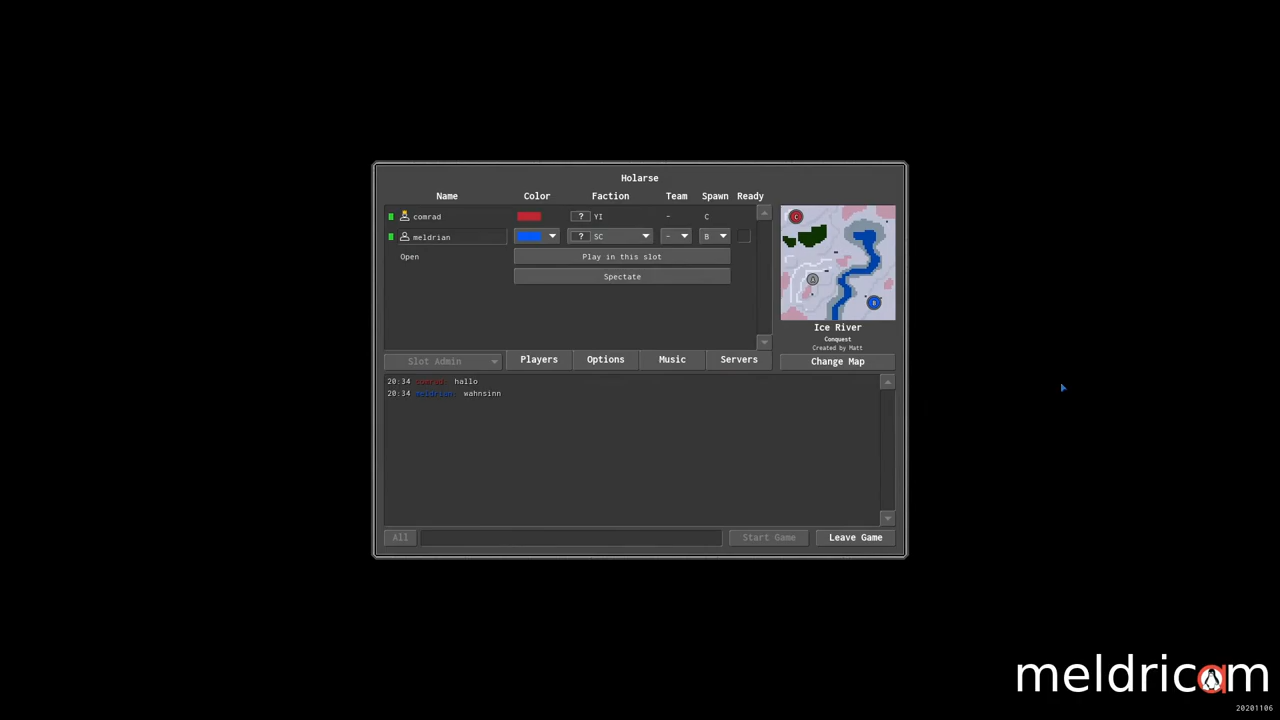 Holarse
Name Color Faction Team Spawn Ready
comrad ? YI - C
meldrian ? SC - B
Open Play in this slot
Spectate
C
A
B
Ice River
Conquest
Created by Matt
Slot Admin Players Options Music Servers Change Map
20:34 comrad: hallo
20:34 meldrian: wahnsinn
All Start Game Leave Game
meldricam
20201106